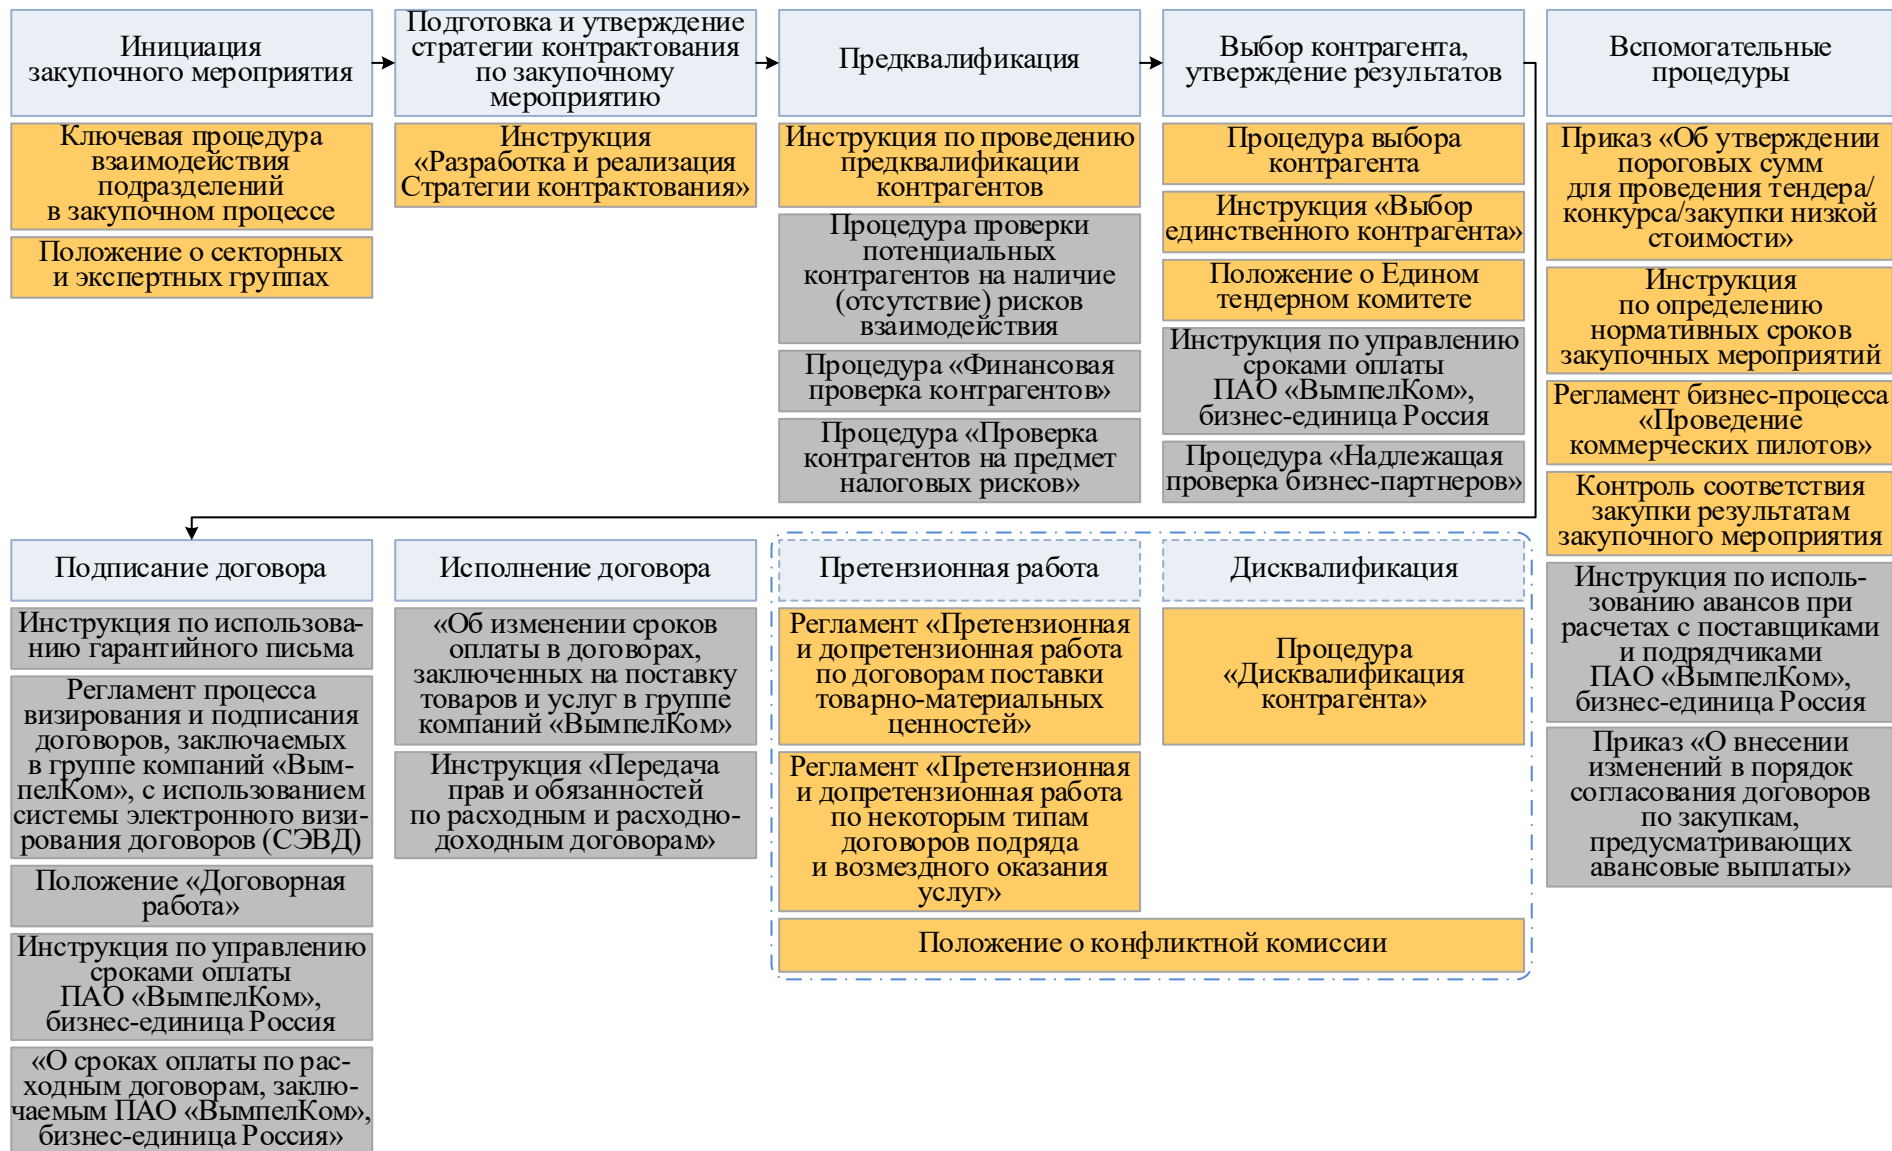 Инициация
закупочного мероприятия
Подготовка и утверждение
стратегии контрактования
по закупочному
мероприятию
Предквалификация
Выбор контрагента,
утверждение результатов
Вспомогательные
процедуры
Ключевая процедура
взаимодействия
подразделений
в закупочном процессе
Положение о секторных
и экспертных группах
Инструкция
«Разработка и реализация
Стратегии контрактования»
Инструкция по проведению
предквалификации
контрагентов
Процедура проверки
потенциальных
контрагентов на наличие
(отсутствие) рисков
взаимодействия
Процедура «Финансовая
проверка контрагентов»
Процедура «Проверка
контрагентов на предмет
налоговых рисков»
Процедура выбора
контрагента
Инструкция «Выбор
единственного контрагента»
Положение о Едином
тендерном комитете
Инструкция по управлению
сроками оплаты
ПАО «ВымпелКом»,
бизнес-единица Россия
Процедура «Надлежащая
проверка бизнес-партнеров»
Приказ «Об утверждении
пороговых сумм
для проведения тендера/
конкурса/закупки низкой
стоимости»
Инструкция
по определению
нормативных сроков
закупочных мероприятий
Регламент бизнес-процесса
«Проведение
коммерческих пилотов»
Контроль соответствия
закупки результатам
закупочного мероприятия
Инструкция по исполь-
зованию авансов при
расчетах с поставщиками
и подрядчиками
ПАО «ВымпелКом»,
бизнес-единица Россия
Приказ «О внесении
изменений в порядок
согласования договоров
по закупкам,
предусматривающих
авансовые выплаты»
Подписание договора
Инструкция по использова-
нию гарантийного письма
Регламент процесса
визирования и подписания
договоров, заключаемых
в группе компаний «Вым-
пелКом», с использованием
системы электронного визи-
рования договоров (СЭВД)
Положение «Договорная
работа»
Инструкция по управлению
сроками оплаты
ПАО «ВымпелКом»,
бизнес-единица Россия
«О сроках оплаты по рас-
ходным договорам, заклю-
чаемым ПАО «ВымпелКом»,
бизнес-единица Россия»
Исполнение договора
«Об изменении сроков
оплаты в договорах,
заключенных на поставку
товаров и услуг в группе
компаний «ВымпелКом»
Инструкция «Передача
прав и обязанностей
по расходным и расходно-
доходным договорам»
Претензионная работа
Регламент «Претензионная
и допретензионная работа
по договорам поставки
товарно-материальных
ценностей»
Регламент «Претензионная
и допретензионная работа
по некоторым типам
договоров подряда
и возмездного оказания
услуг»
Дисквалификация
Процедура
«Дисквалификация
контрагента»
Положение о конфликтной комиссии